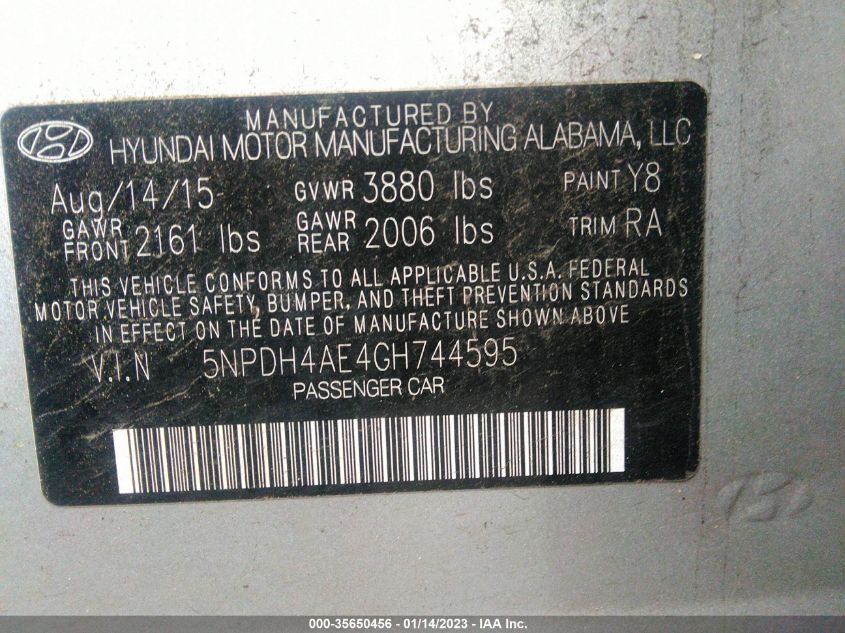 MANUFACTURED BY
HYUNDAI MOTOR MANUFACTURING ALABAMA, LLC
Aug/14/15 GVWR 3880 lbs PAINT Y8
GAWR FRONT 2161 lbs GAWR REAR 2006 lbs TRIM RA
THIS VEHICLE CONFORMS TO ALL APPLICABLE U.S.A. FEDERAL
MOTOR VEHICLE SAFETY, BUMPER, AND THEFT PREVENTION STANDARDS
IN EFFECT ON THE DATE OF MANUFACTURE SHOWN ABOVE
V.I.N 5NPDH4AE4GH744595
PASSENGER CAR
000-35650456 - 01/14/2023 - IAA Inc.